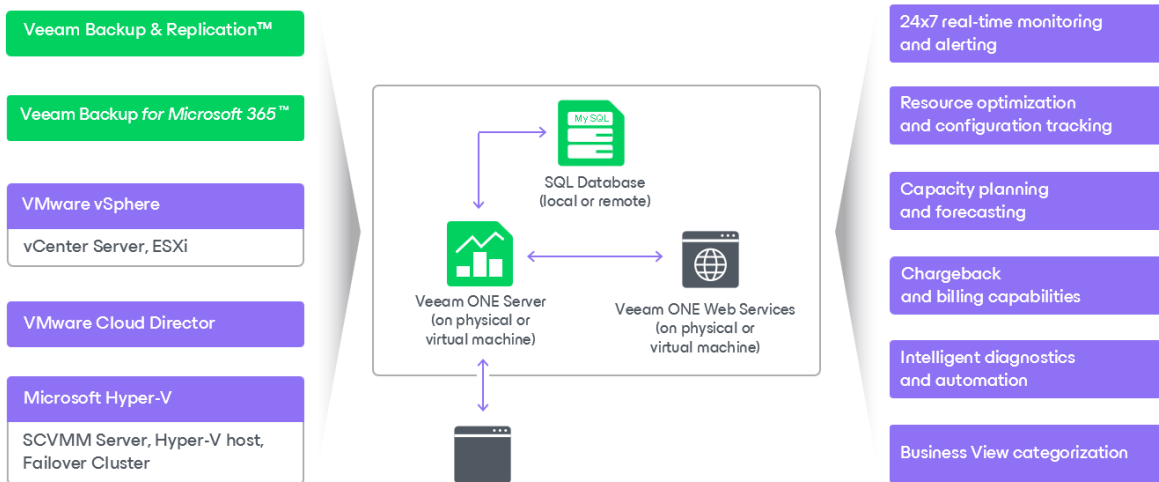 Veeam Backup & Replication™
Veeam Backup for Microsoft 365™
VMware vSphere
vCenter Server, ESXi
VMware Cloud Director
Microsoft Hyper-V
SCVMM Server, Hyper-V host,
Failover Cluster
My SQL
SQL Database
(local or remote)
Veeam ONE Server
(on physical or
virtual machine)
Veeam ONE Web Services
(on physical or
virtual machine)
24x7 real-time monitoring
and alerting
Resource optimization
and configuration tracking
Capacity planning
and forecasting
Chargeback
and billing capabilities
Intelligent diagnostics
and automation
Business View categorization